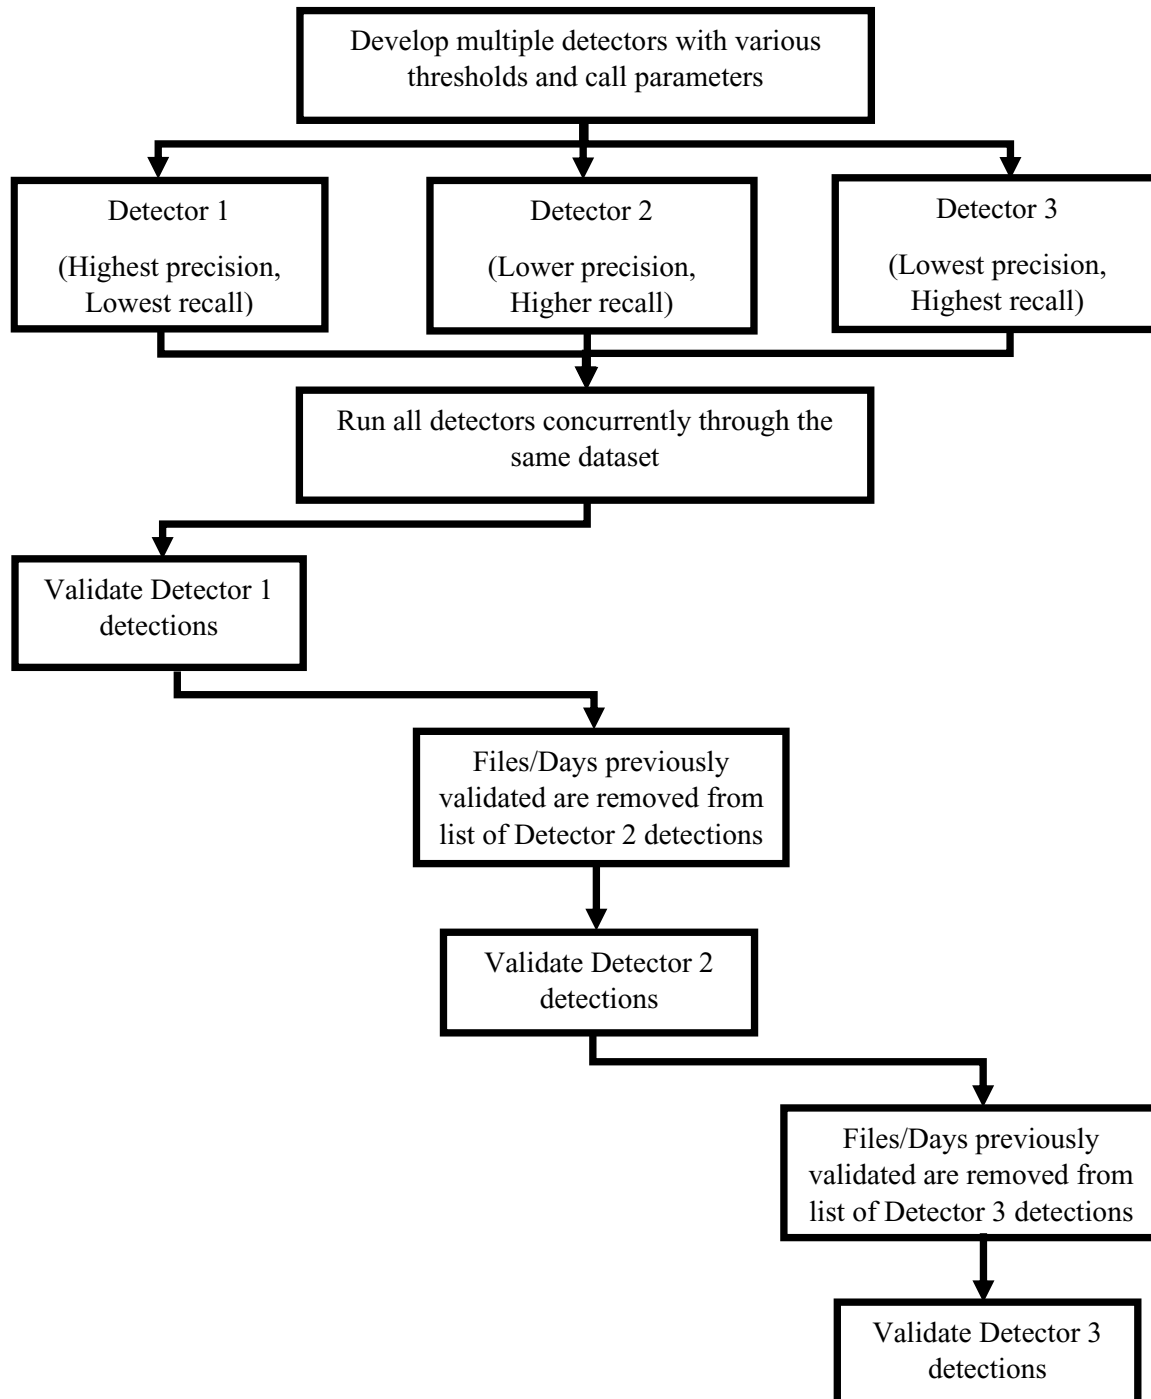 Develop multiple detectors with various
thresholds and call parameters
Detector 1
(Highest precision,
Lowest recall)
Detector 2
(Lower precision,
Higher recall)
Detector 3
(Lowest precision,
Highest recall)
Run all detectors concurrently through the
same dataset
Validate Detector 1
detections
Files/Days previously
validated are removed from
list of Detector 2 detections
Validate Detector 2
detections
Files/Days previously
validated are removed from
list of Detector 3 detections
Validate Detector 3
detections